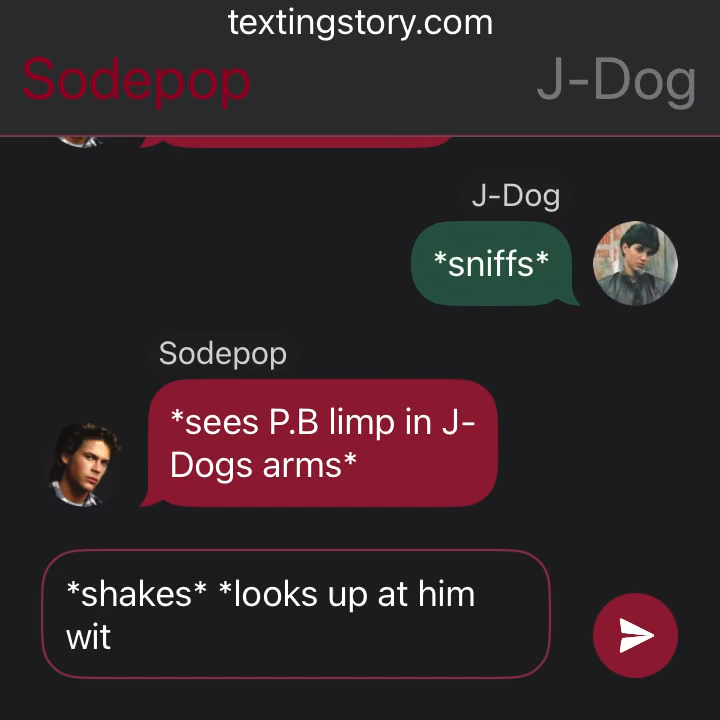 textingstory.com
Sodepop
J-Dog
J-Dog
*sniffs*
Sodepop
*sees P.B limp in J-
Dogs arms*
*shakes* *looks up at him
wit